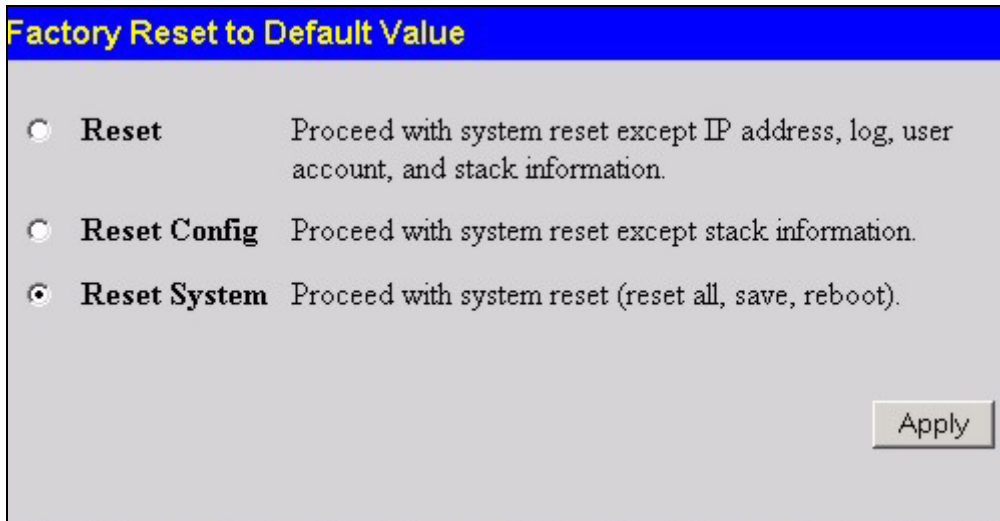 Factory Reset to Default Value
Reset Proceed with system reset except IP address, log, user
account, and stack information.
Reset Config Proceed with system reset except stack information.
Reset System Proceed with system reset (reset all, save, reboot).
Apply